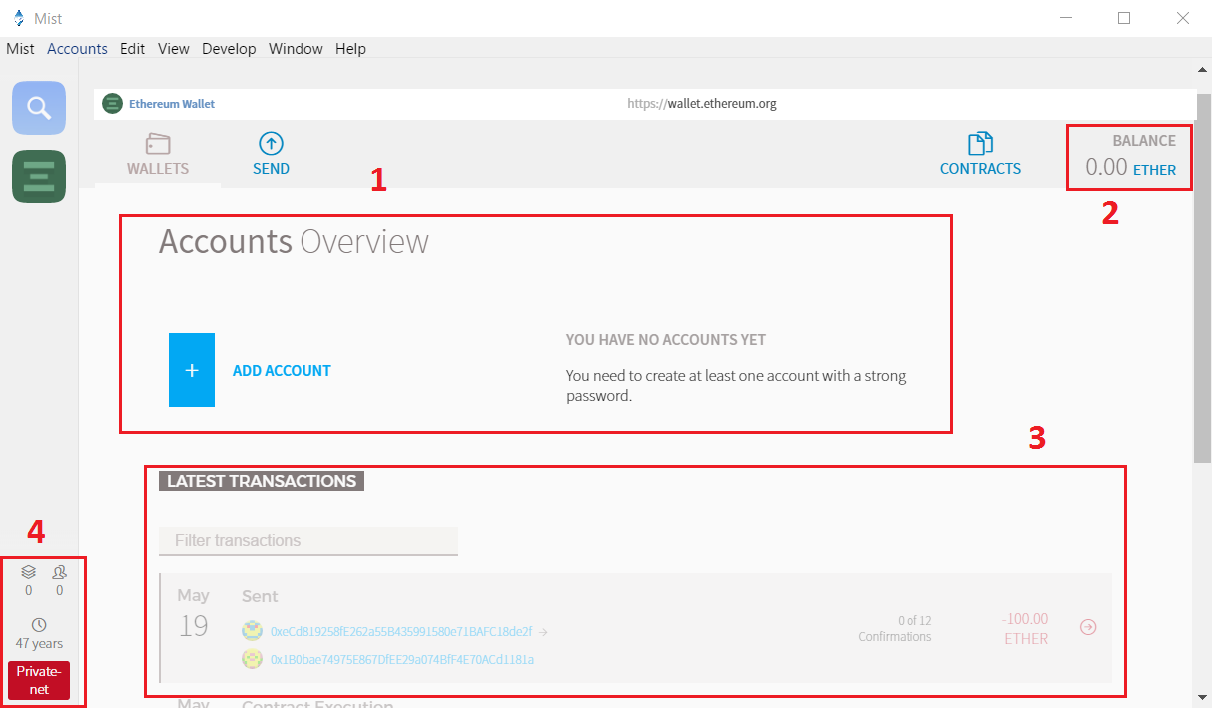 Mist
Mist Accounts Edit View Develop Window Help
Ethereum Wallet https://wallet.ethereum.org
WALLETS SEND CONTRACTS BALANCE
0.00 ETHER
1
2
Accounts Overview
+ ADD ACCOUNT
YOU HAVE NO ACCOUNTS YET
You need to create at least one account with a strong
password.
3
LATEST TRANSACTIONS
Filter transactions
May
19
Sent
0xeCd819258fE262a55B435991580e71BAFC18de2f
0x1B0bae74975E867DfEE29a074BfF4E70ACd1181a
0 of 12
Confirmations
-100.00
ETHER
May Contract Execution
4
0 0
47 years
Private-
net